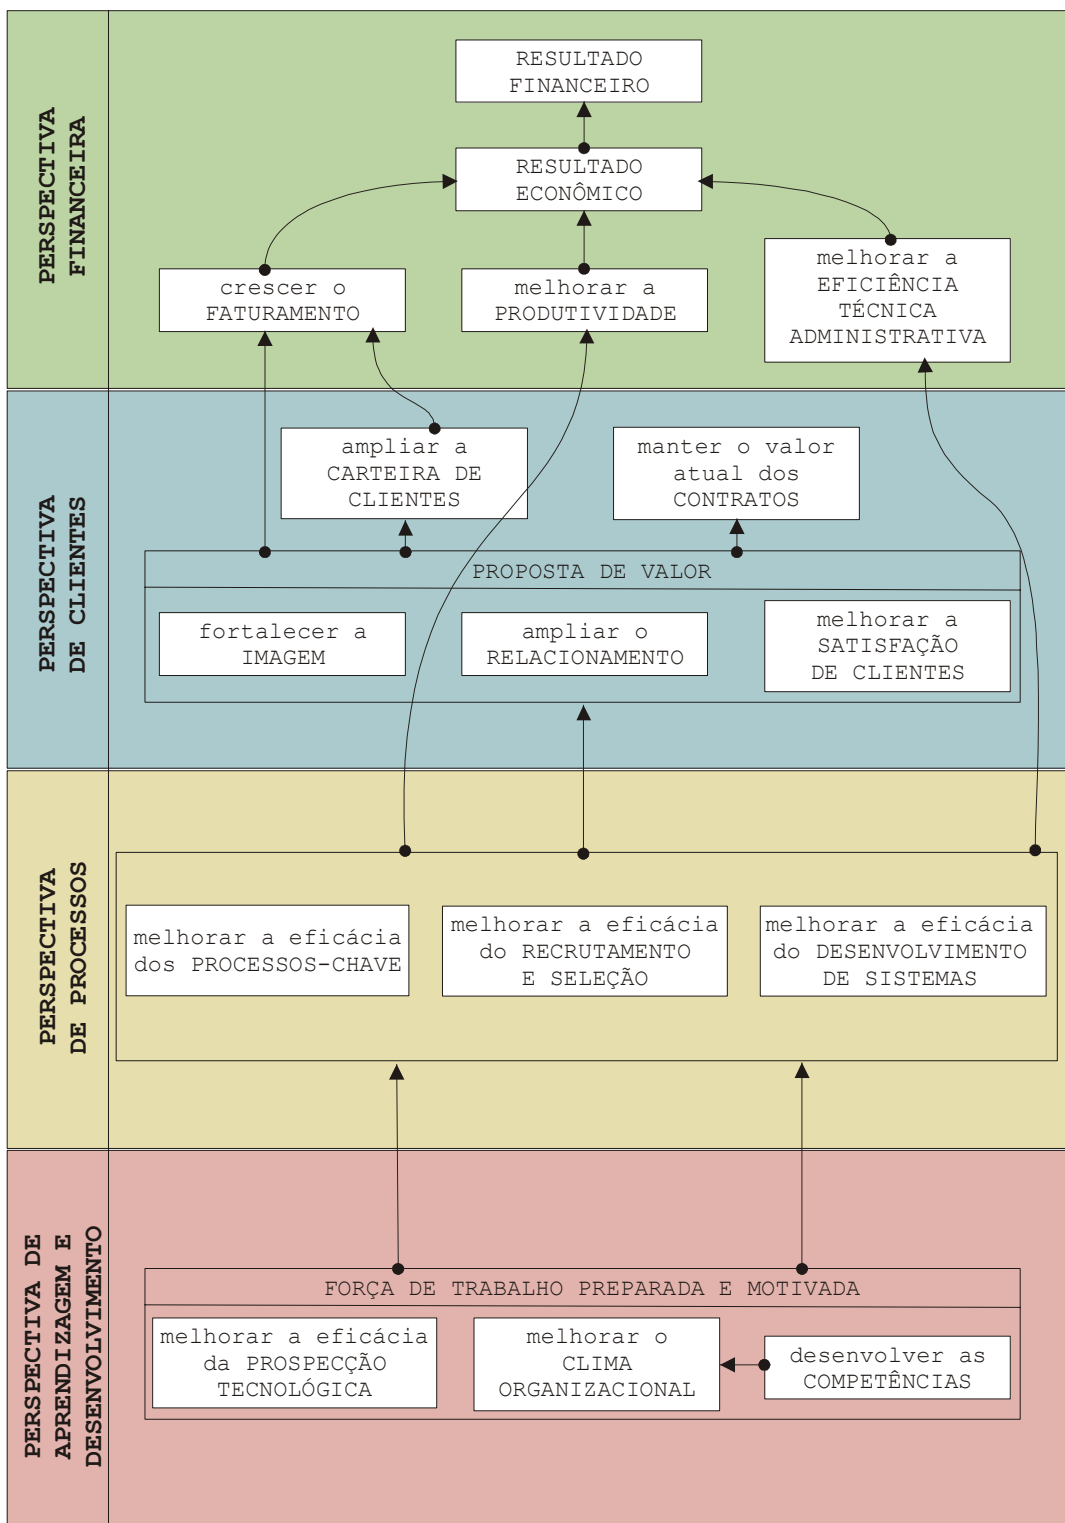 PERSPECTIVA
FINANCEIRA
RESULTADO
FINANCEIRO
RESULTADO
ECONÔMICO
crescer o
FATURAMENTO
melhorar a
PRODUTIVIDADE
melhorar a
EFICIÊNCIA
TÉCNICA
ADMINISTRATIVA
PERSPECTIVA
DE CLIENTES
ampliar a
CARTEIRA DE
CLIENTES
manter o valor
atual dos
CONTRATOS
PROPOSTA DE VALOR
fortalecer a
IMAGEM
ampliar o
RELACIONAMENTO
melhorar a
SATISFAÇÃO
DE CLIENTES
PERSPECTIVA
DE PROCESSOS
melhorar a eficácia
dos PROCESSOS-CHAVE
melhorar a eficácia
do RECRUTAMENTO
E SELEÇÃO
melhorar a eficácia
do DESENVOLVIMENTO
DE SISTEMAS
PERSPECTIVA DE
APRENDIZAGEM E
DESENVOLVIMENTO
FORÇA DE TRABALHO PREPARADA E MOTIVADA
melhorar a eficácia
da PROSPECÇÃO
TECNOLÓGICA
melhorar o
CLIMA
ORGANIZACIONAL
desenvolver as
COMPETÊNCIAS